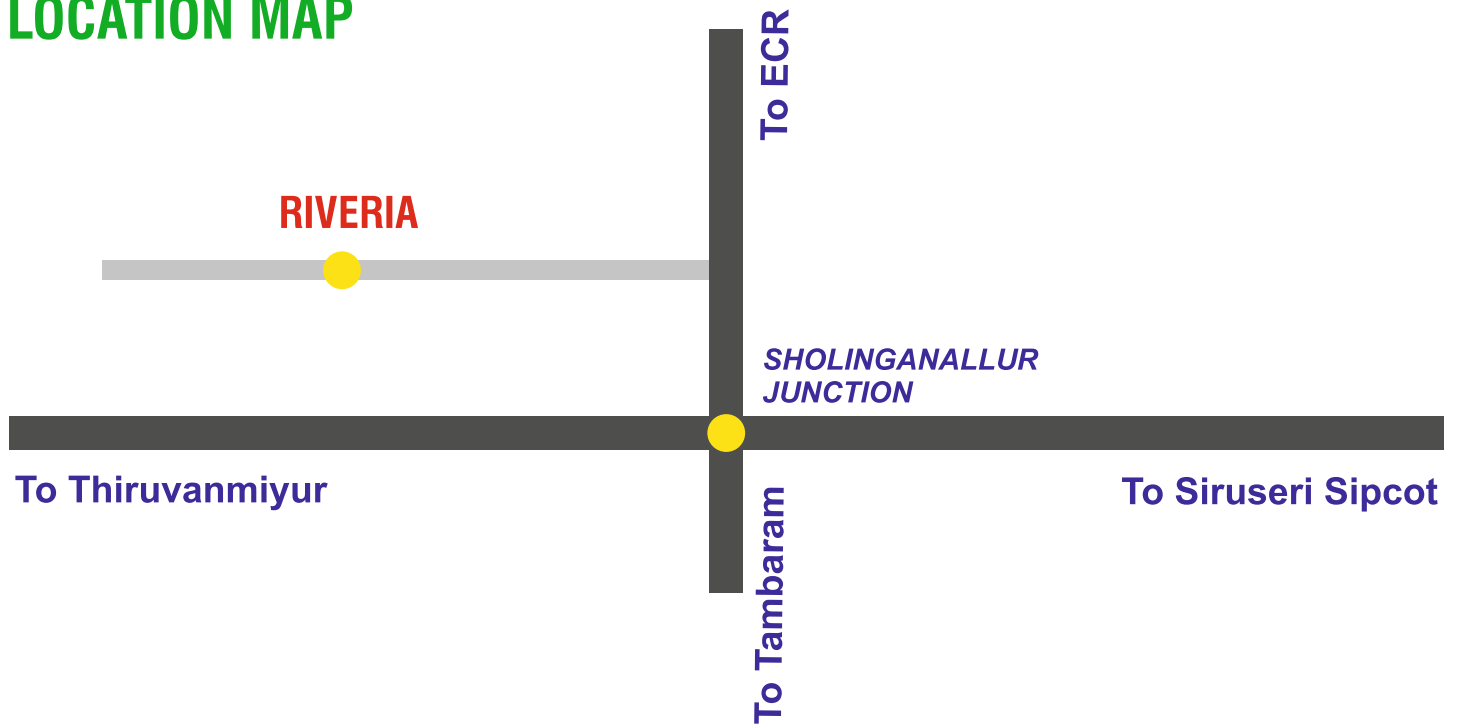 LOCATION MAP
To ECR
RIVERIA
SHOLINGANALLUR
JUNCTION
To Thiruvanmiyur
To Siruseri Sipcot
To Tambaram